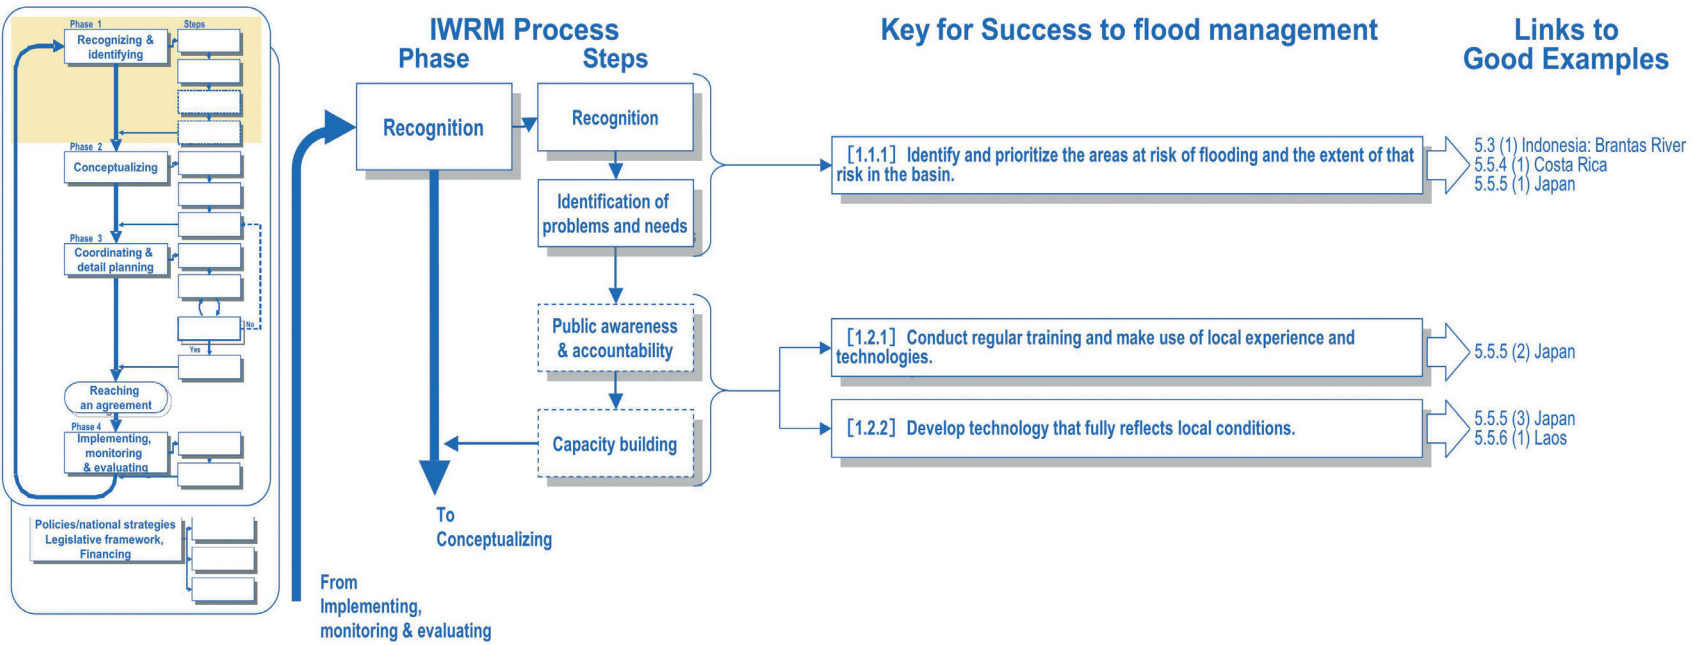 Phase 1
Steps
Recognizing &
identifying
Phase 2
Conceptualizing
Phase 3
Coordinating &
detail planning
No
Yes
Reaching
an agreement
Phase 4
Implementing,
monitoring
& evaluating
Policies/national strategies
Legislative framework,
Financing
IWRM Process
Phase
Steps
Key for Success to flood management
Links to
Good Examples
Recognition
Recognition
Identification of
problems and needs
Public awareness
& accountability
Capacity building
To
Conceptualizing
From
Implementing,
monitoring & evaluating
[1.1.1] Identify and prioritize the areas at risk of flooding and the extent of that
risk in the basin.
5.3 (1) Indonesia: Brantas River
5.5.4 (1) Costa Rica
5.5.5 (1) Japan
[1.2.1] Conduct regular training and make use of local experience and
technologies.
5.5.5 (2) Japan
[1.2.2] Develop technology that fully reflects local conditions.
5.5.5 (3) Japan
5.5.6 (1) Laos